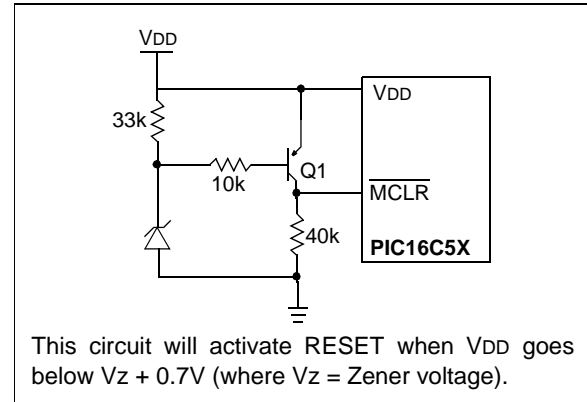 VDD
33k
VDD
10k
Q1
MCLR
40k
PIC16C5X
This circuit will activate RESET when VDD goes
below Vz + 0.7V (where Vz = Zener voltage).